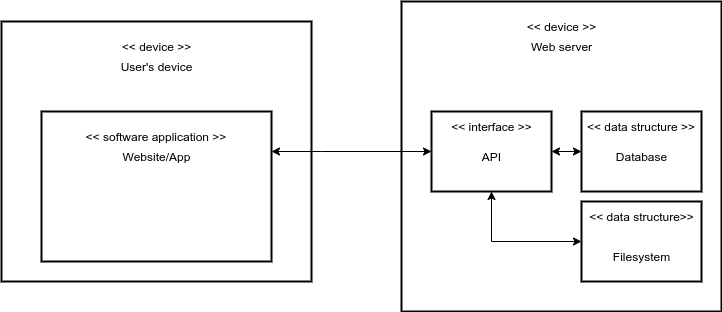 << device >>
User's device
<< software application >>
Website/App
<< device >>
Web server
<< interface >>
API
<< data structure >>
Database
<< data structure>>
Filesystem